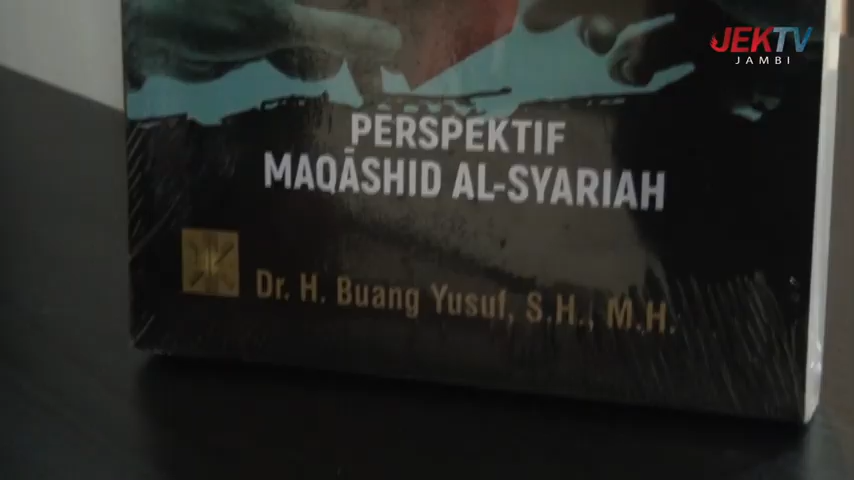 JEKTV
JAMBI
PERSPEKTIF
MAQĀSHID AL-SYARIAH
Dr. H. Buang Yusuf, S.H., M.H.